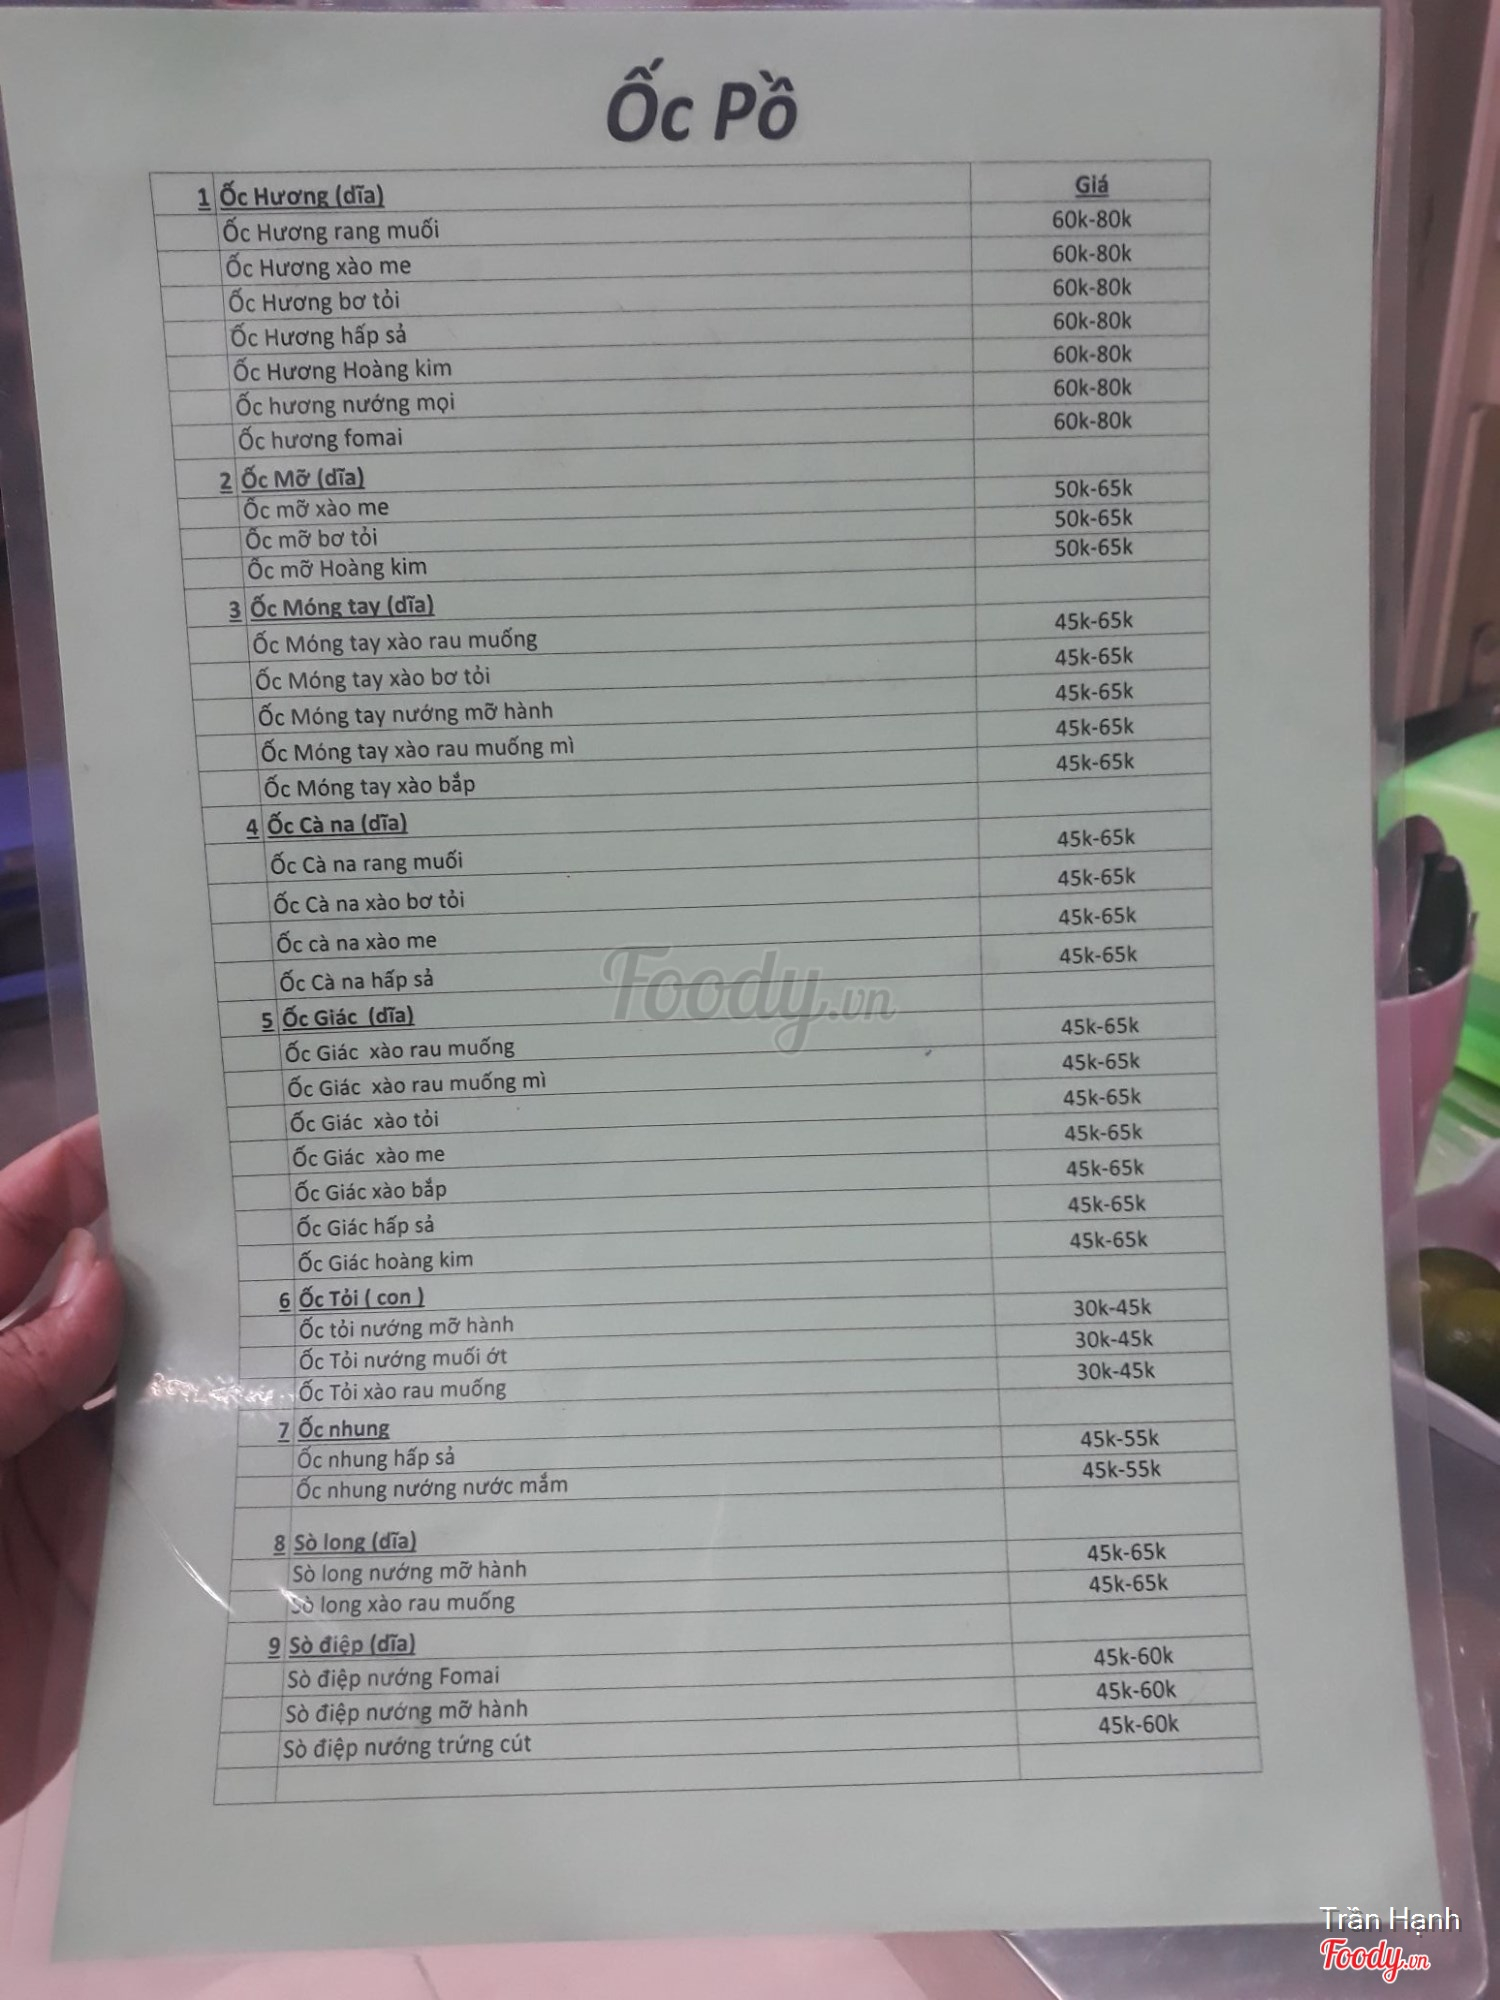 Ốc Pồ
1 Ốc Hương (dĩa) Giá
Ốc Hương rang muối 60k-80k
Ốc Hương xào me 60k-80k
Ốc Hương bơ tỏi 60k-80k
Ốc Hương hấp sả 60k-80k
Ốc Hương Hoàng kim 60k-80k
Ốc hương nướng mọi 60k-80k
Ốc hương fomai 60k-80k
2 Ốc Mỡ (dĩa)
Ốc mỡ xào me 50k-65k
Ốc mỡ bơ tỏi 50k-65k
Ốc mỡ Hoàng kim 50k-65k
3 Ốc Móng tay (dĩa)
Ốc Móng tay xào rau muống 45k-65k
Ốc Móng tay xào bơ tỏi 45k-65k
Ốc Móng tay nướng mỡ hành 45k-65k
Ốc Móng tay xào rau muống mì 45k-65k
Ốc Móng tay xào bắp 45k-65k
4 Ốc Cà na (dĩa)
Ốc Cà na rang muối 45k-65k
Ốc Cà na xào bơ tỏi 45k-65k
Ốc cà na xào me 45k-65k
Ốc Cà na hấp sả 45k-65k
Foody.vn
5 Ốc Giác (dĩa)
Ốc Giác xào rau muống 45k-65k
Ốc Giác xào rau muống mì 45k-65k
Ốc Giác xào tỏi 45k-65k
Ốc Giác xào me 45k-65k
Ốc Giác xào bắp 45k-65k
Ốc Giác hấp sả 45k-65k
Ốc Giác hoàng kim 45k-65k
6 Ốc Tỏi ( con )
Ốc tỏi nướng mỡ hành 30k-45k
Ốc Tỏi nướng muối ớt 30k-45k
Ốc Tỏi xào rau muống 30k-45k
7 Ốc nhung
Ốc nhung hấp sả 45k-55k
Ốc nhung nướng nước mắm 45k-55k
8 Sò long (dĩa)
Sò long nướng mỡ hành 45k-65k
Sò long xào rau muống 45k-65k
9 Sò điệp (dĩa)
Sò điệp nướng Fomai 45k-60k
Sò điệp nướng mỡ hành 45k-60k
Sò điệp nướng trứng cút 45k-60k
Trần Hạnh
Foody.vn